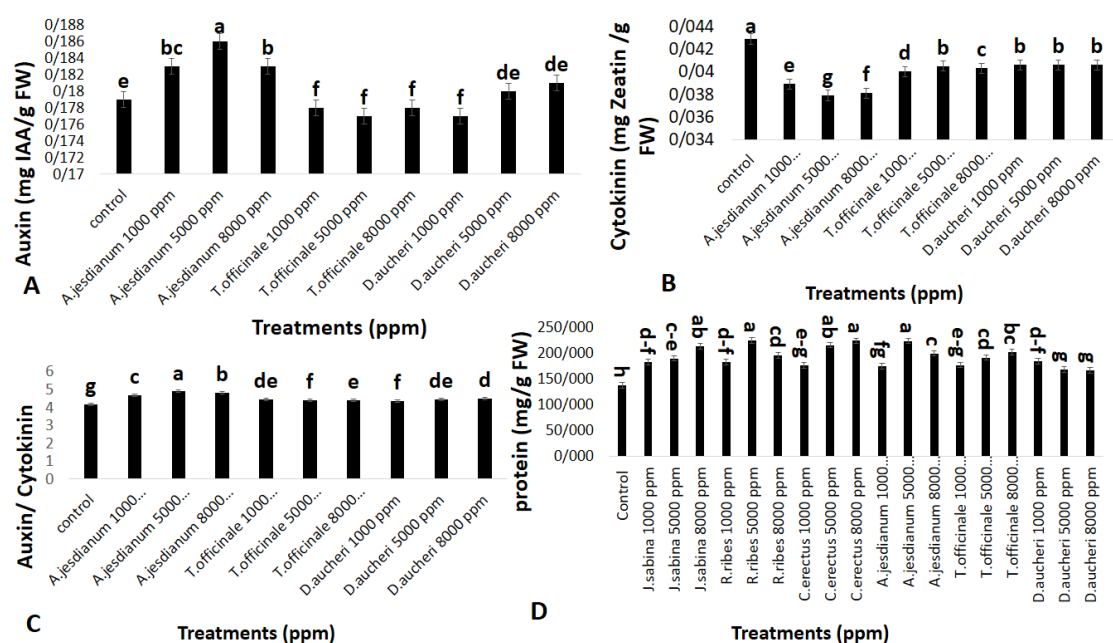 Auxin (mg IAA/g FW)
0/188
0/186
0/184
0/182
0/18
0/178
0/176
0/174
0/172
0/17
e
bc
a
b
f
f
f
f
de
de
control
A.jesdianum 1000 ppm
A.jesdianum 5000 ppm
A.jesdianum 8000 ppm
T.officinale 1000 ppm
T.officinale 5000 ppm
T.officinale 8000 ppm
D.aucheri 1000 ppm
D.aucheri 5000 ppm
D.aucheri 8000 ppm
A
Treatments (ppm)
Cytokinin (mg Zeatin /g
FW)
0/044
0/042
0/04
0/038
0/036
0/034
a
e
g
f
d
b
c
b
b
b
control
A.jesdianum 1000...
A.jesdianum 5000...
A.jesdianum 8000...
T.officinale 1000...
T.officinale 5000...
T.officinale 8000...
D.aucheri 1000 ppm
D.aucheri 5000 ppm
D.aucheri 8000 ppm
B
Treatments (ppm)
Auxin/ Cytokinin
6
5
4
3
2
1
0
g
c
a
b
de
f
e
f
de
d
control
A.jesdianum 1000...
A.jesdianum 5000...
A.jesdianum 8000...
T.officinale 1000...
T.officinale 5000...
T.officinale 8000...
D.aucheri 1000 ppm
D.aucheri 5000 ppm
D.aucheri 8000 ppm
C
Treatments (ppm)
protein (mg/g FW)
250/000
200/000
150/000
100/000
50/000
0/000
h
d-f
c-e
ab
d-f
a
cd
e-g
ab
a
fg
a
c
e-g
cd
bc
d-f
g
g
Control
J.sabina 1000 ppm
J.sabina 5000 ppm
J.sabina 8000 ppm
R.ribes 1000 ppm
R.ribes 5000 ppm
R.ribes 8000 ppm
C.erectus 1000 ppm
C.erectus 5000 ppm
C.erectus 8000 ppm
A.jesdianum 1000...
A.jesdianum 5000...
A.jesdianum 8000...
T.officinale 1000...
T.officinale 5000...
T.officinale 8000...
D.aucheri 1000 ppm
D.aucheri 5000 ppm
D.aucheri 8000 ppm
D
Treatments (ppm)